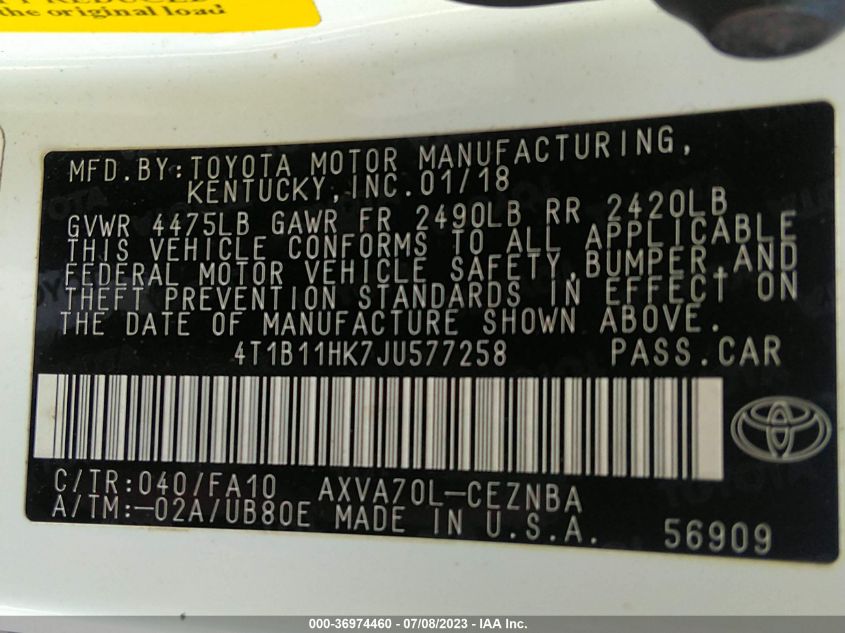 the original load
MFD.BY:TOYOTA MOTOR MANUFACTURING,
KENTUCKY,INC.01/18
GVWR 4475LB GAWR FR 2490LB RR 2420LB
THIS VEHICLE CONFORMS TO ALL APPLICABLE
FEDERAL MOTOR VEHICLE SAFETY,BUMPER,AND
THEFT PREVENTION STANDARDS IN EFFECT ON
THE DATE OF MANUFACTURE SHOWN ABOVE.
4T1B11HK7JU577258 PASS.CAR
C/TR:040/FA10 AXVA70L-CEZNBA
A/TM:-02A/UB80E MADE IN U.S.A. 56909
000-36974460 - 07/08/2023 - IAA Inc.